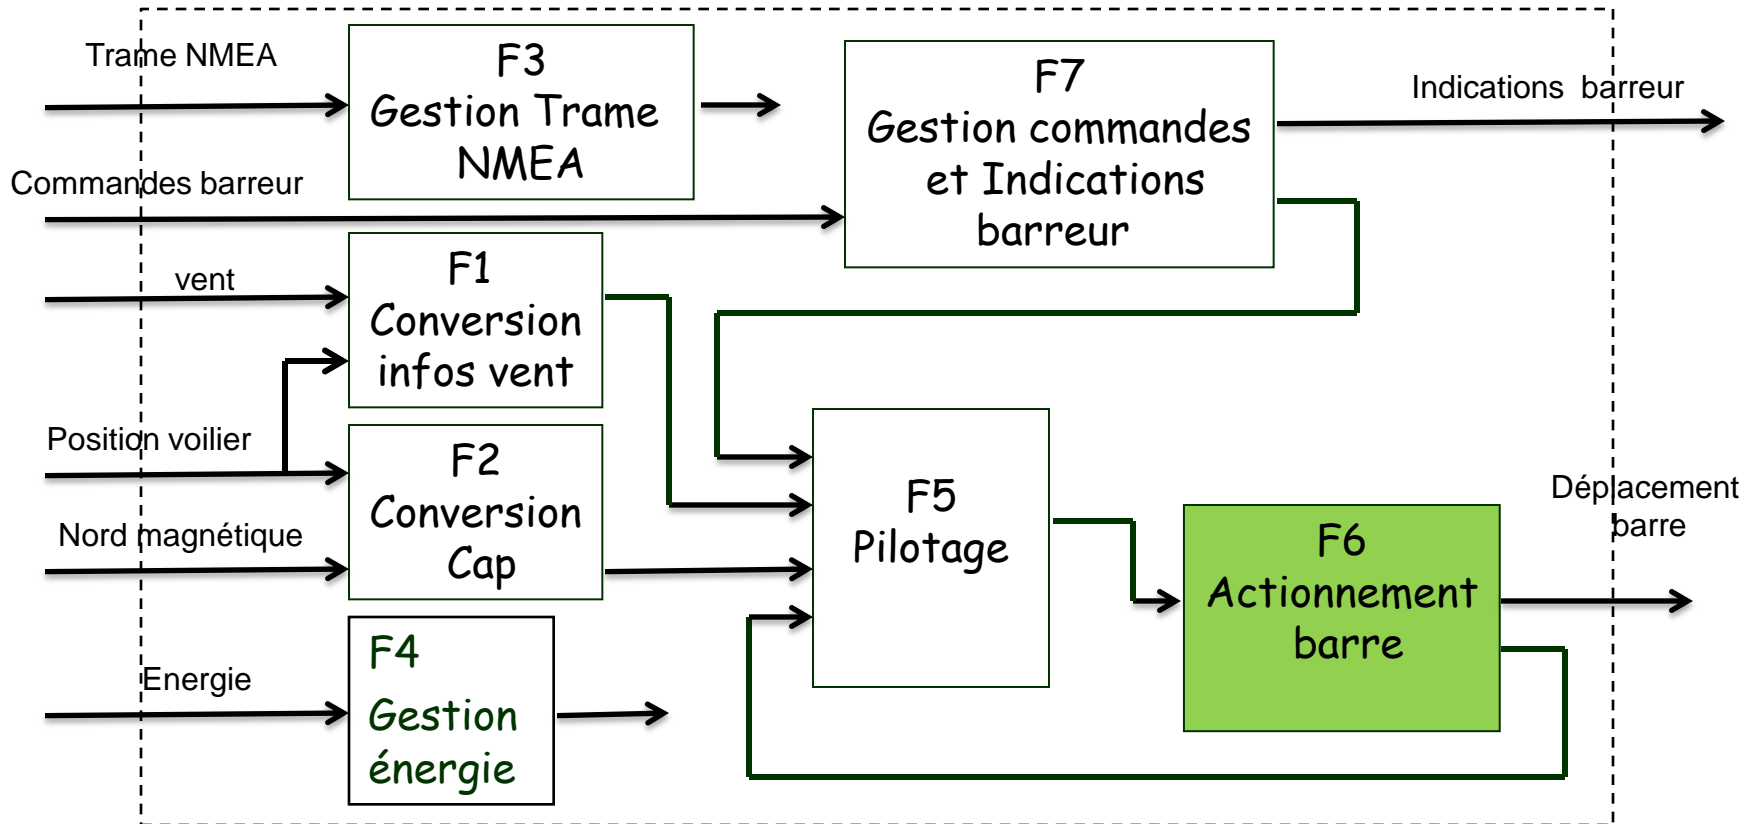 Trame NMEA
F3
Gestion Trame
NMEA
F7
Gestion commandes
et Indications
barreur
Indications barreur
Commandes barreur
vent
F1
Conversion
infos vent
Position voilier
F2
Conversion
Cap
Nord magnétique
F5
Pilotage
F6
Actionnement
barre
Déplacement
barre
Energie
F4
Gestion
énergie